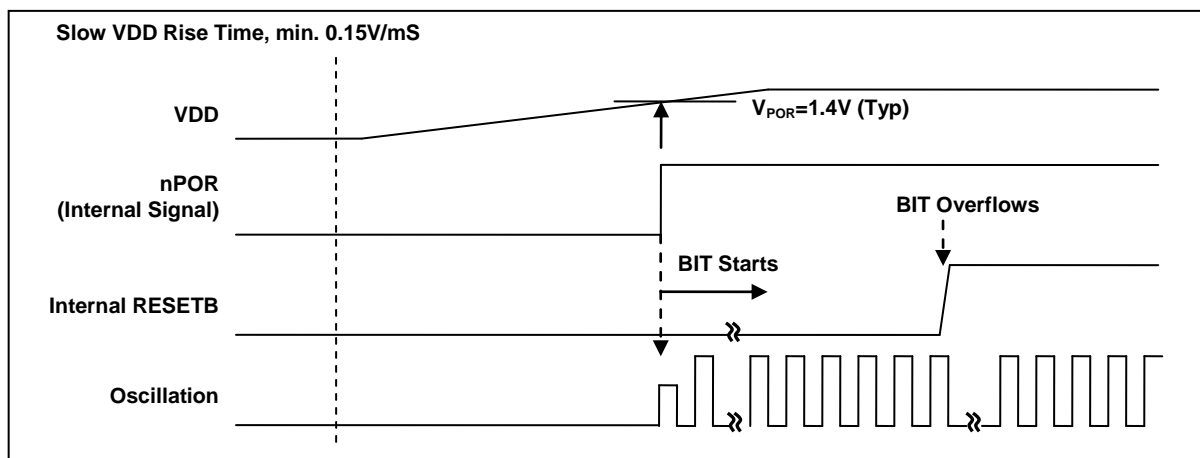 Slow VDD Rise Time, min. 0.15V/mS
VDD
VPOR=1.4V (Typ)
nPOR
(Internal Signal)
BIT Overflows
BIT Starts
Internal RESETB
Oscillation